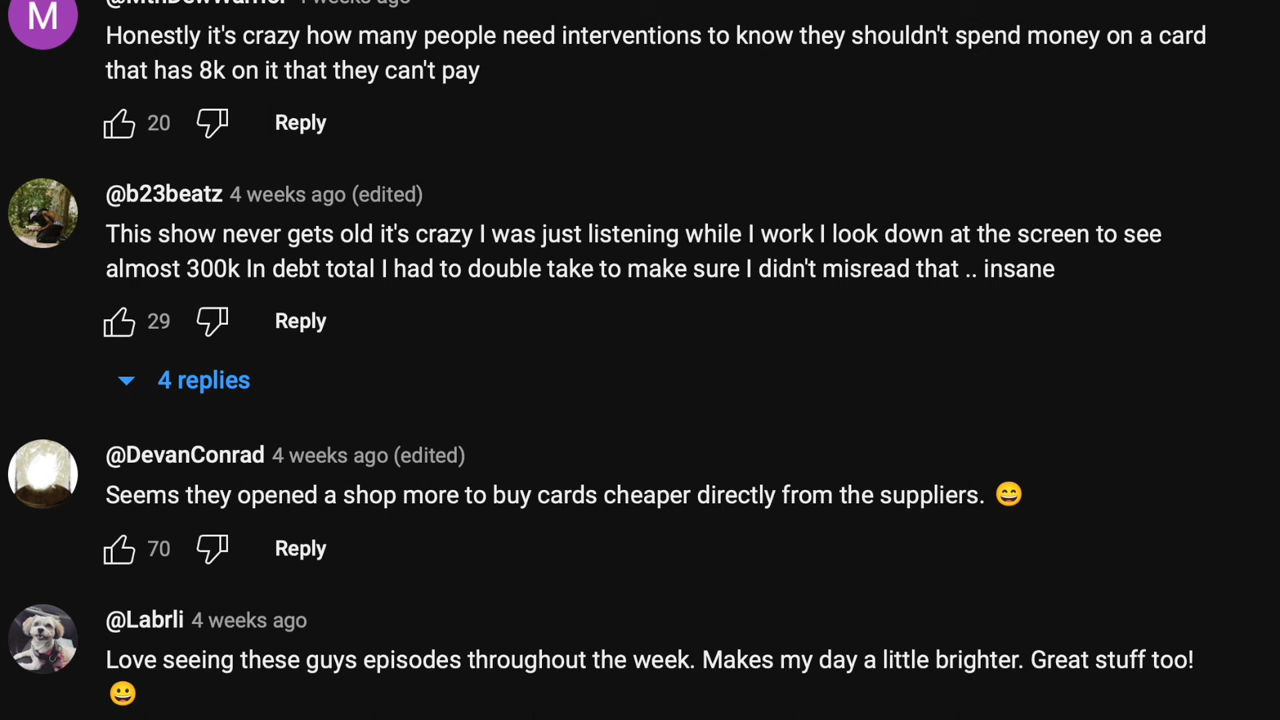 M
Honestly it's crazy how many people need interventions to know they shouldn't spend money on a card
that has 8k on it that they can't pay
20 Reply
@b23beatz 4 weeks ago (edited)
This show never gets old it's crazy I was just listening while I work I look down at the screen to see
almost 300k In debt total I had to double take to make sure I didn't misread that .. insane
29 Reply
4 replies
@DevanConrad 4 weeks ago (edited)
Seems they opened a shop more to buy cards cheaper directly from the suppliers. 😄
70 Reply
@Labrli 4 weeks ago
Love seeing these guys episodes throughout the week. Makes my day a little brighter. Great stuff too!
😀